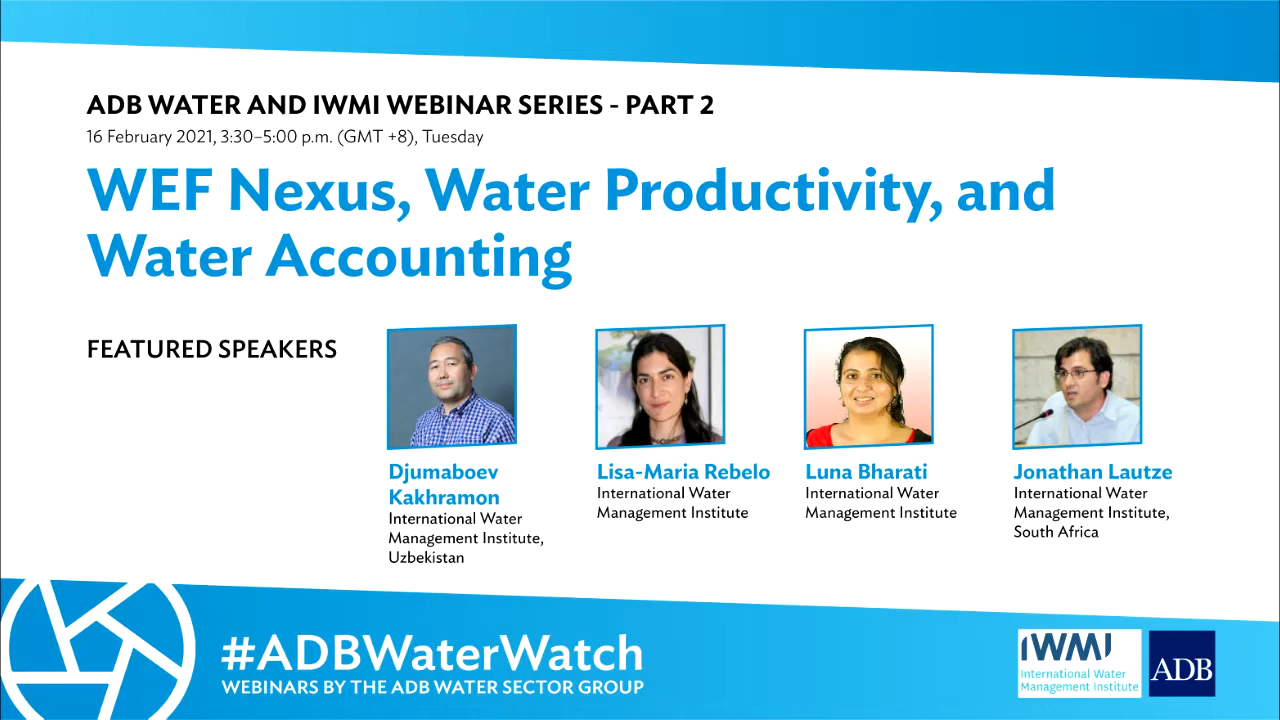 ADB WATER AND IWMI WEBINAR SERIES - PART 2
16 February 2021, 3:30–5:00 p.m. (GMT +8), Tuesday
WEF Nexus, Water Productivity, and
Water Accounting
FEATURED SPEAKERS
Djumaboev
Kakhramon
International Water
Management Institute,
Uzbekistan
Lisa-Maria Rebelo
International Water
Management Institute
Luna Bharati
International Water
Management Institute
Jonathan Lautze
International Water
Management Institute,
South Africa
#ADBWaterWatch
WEBINARS BY THE ADB WATER SECTOR GROUP
IWMI
International Water
Management Institute
ADB